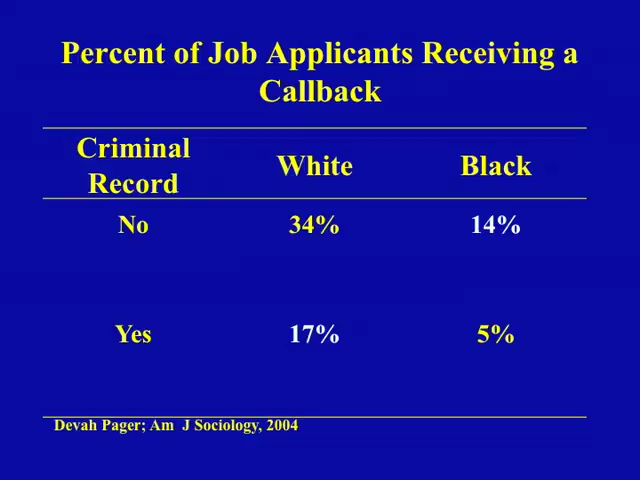 Percent of Job Applicants Receiving a
Callback
Criminal
Record White Black
No 34% 14%
Yes 17% 5%
Devah Pager; Am J Sociology, 2004